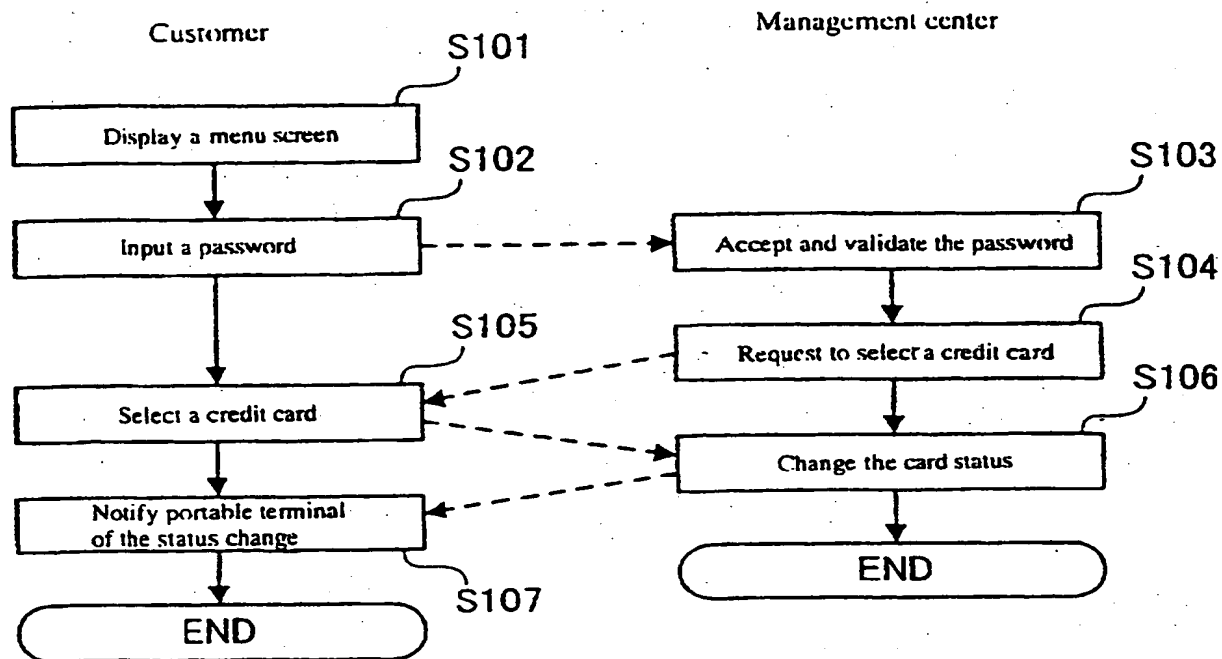 Customer
Management center
S101
Display a menu screen
S102
S103
Input a password
Accept and validate the password
S104
S105
Request to select a credit card
S106
Select a credit card
Change the card status
Notify portable terminal
of the status change
END
S107
END